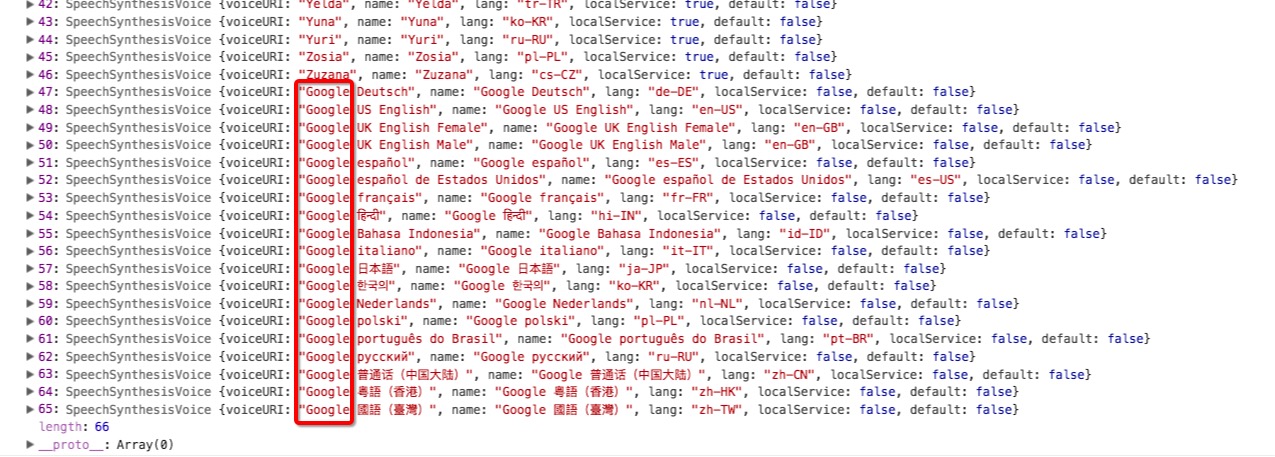 ▶ 42: SpeechSynthesisVoice {voiceURI: "Yelda", name: "Yelda", lang: "tr-TR", localService: true, default: false}
▶ 43: SpeechSynthesisVoice {voiceURI: "Yuna", name: "Yuna", lang: "ko-KR", localService: true, default: false}
▶ 44: SpeechSynthesisVoice {voiceURI: "Yuri", name: "Yuri", lang: "ru-RU", localService: true, default: false}
▶ 45: SpeechSynthesisVoice {voiceURI: "Zosia", name: "Zosia", lang: "pl-PL", localService: true, default: false}
▶ 46: SpeechSynthesisVoice {voiceURI: "Zuzana", name: "Zuzana", lang: "cs-CZ", localService: true, default: false}
▶ 47: SpeechSynthesisVoice {voiceURI: "Google Deutsch", name: "Google Deutsch", lang: "de-DE", localService: false, default: false}
▶ 48: SpeechSynthesisVoice {voiceURI: "Google US English", name: "Google US English", lang: "en-US", localService: false, default: false}
▶ 49: SpeechSynthesisVoice {voiceURI: "Google UK English Female", name: "Google UK English Female", lang: "en-GB", localService: false, default: false}
▶ 50: SpeechSynthesisVoice {voiceURI: "Google UK English Male", name: "Google UK English Male", lang: "en-GB", localService: false, default: false}
▶ 51: SpeechSynthesisVoice {voiceURI: "Google español", name: "Google español", lang: "es-ES", localService: false, default: false}
▶ 52: SpeechSynthesisVoice {voiceURI: "Google español de Estados Unidos", name: "Google español de Estados Unidos", lang: "es-US", localService: false, default: false}
▶ 53: SpeechSynthesisVoice {voiceURI: "Google français", name: "Google français", lang: "fr-FR", localService: false, default: false}
▶ 54: SpeechSynthesisVoice {voiceURI: "Google हिन्दी", name: "Google हिन्दी", lang: "hi-IN", localService: false, default: false}
▶ 55: SpeechSynthesisVoice {voiceURI: "Google Bahasa Indonesia", name: "Google Bahasa Indonesia", lang: "id-ID", localService: false, default: false}
▶ 56: SpeechSynthesisVoice {voiceURI: "Google italiano", name: "Google italiano", lang: "it-IT", localService: false, default: false}
▶ 57: SpeechSynthesisVoice {voiceURI: "Google 日本語", name: "Google 日本語", lang: "ja-JP", localService: false, default: false}
▶ 58: SpeechSynthesisVoice {voiceURI: "Google 한국의", name: "Google 한국의", lang: "ko-KR", localService: false, default: false}
▶ 59: SpeechSynthesisVoice {voiceURI: "Google Nederlands", name: "Google Nederlands", lang: "nl-NL", localService: false, default: false}
▶ 60: SpeechSynthesisVoice {voiceURI: "Google polski", name: "Google polski", lang: "pl-PL", localService: false, default: false}
▶ 61: SpeechSynthesisVoice {voiceURI: "Google português do Brasil", name: "Google português do Brasil", lang: "pt-BR", localService: false, default: false}
▶ 62: SpeechSynthesisVoice {voiceURI: "Google русский", name: "Google русский", lang: "ru-RU", localService: false, default: false}
▶ 63: SpeechSynthesisVoice {voiceURI: "Google 普通话（中国大陆）", name: "Google 普通话（中国大陆）", lang: "zh-CN", localService: false, default: false}
▶ 64: SpeechSynthesisVoice {voiceURI: "Google 粤語（香港）", name: "Google 粤語（香港）", lang: "zh-HK", localService: false, default: false}
▶ 65: SpeechSynthesisVoice {voiceURI: "Google 國語（臺灣）", name: "Google 國語（臺灣）", lang: "zh-TW", localService: false, default: false}
length: 66
▶ __proto__: Array(0)